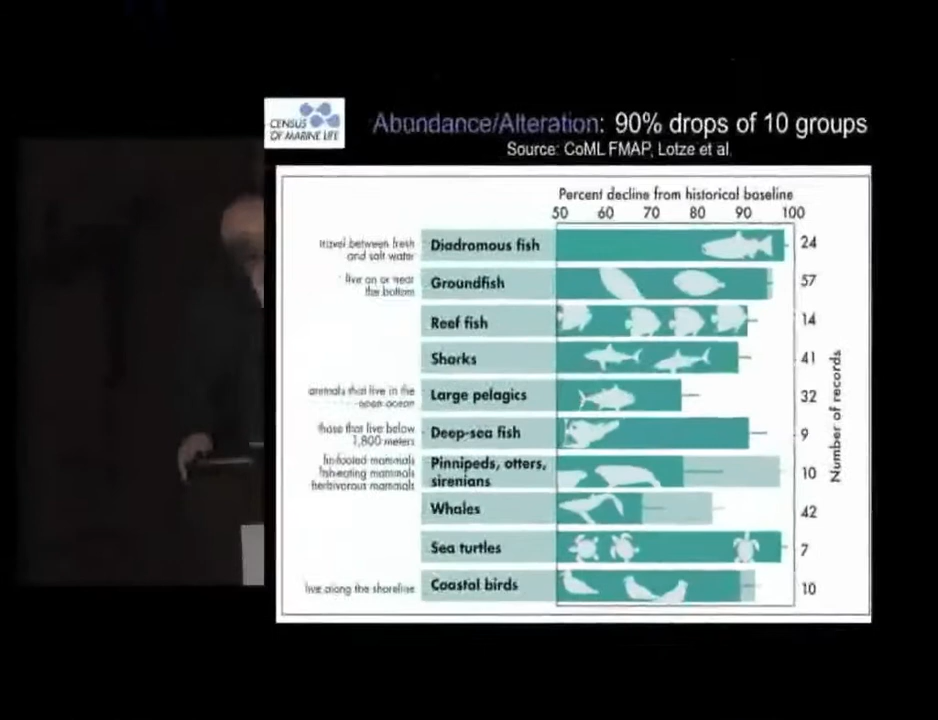 CENSUS
OF MARINE LIFE
Abundance/Alteration: 90% drops of 10 groups
Source: CoML FMAP, Lotze et al.
Percent decline from historical baseline
50 60 70 80 90 100
travel between fresh
and salt water
Diadromous fish
24
live on or near
the bottom
Groundfish
57
Reef fish
14
Sharks
41
animals that live in the
open ocean
Large pelagics
32
those that live below
1,800 meters
Deep-sea fish
9
fin-footed mammals
fish-eating mammals
herbivorous mammals
Pinnipeds, otters,
sirenians
10
Whales
42
Sea turtles
7
live along the shoreline
Coastal birds
10
Number of records